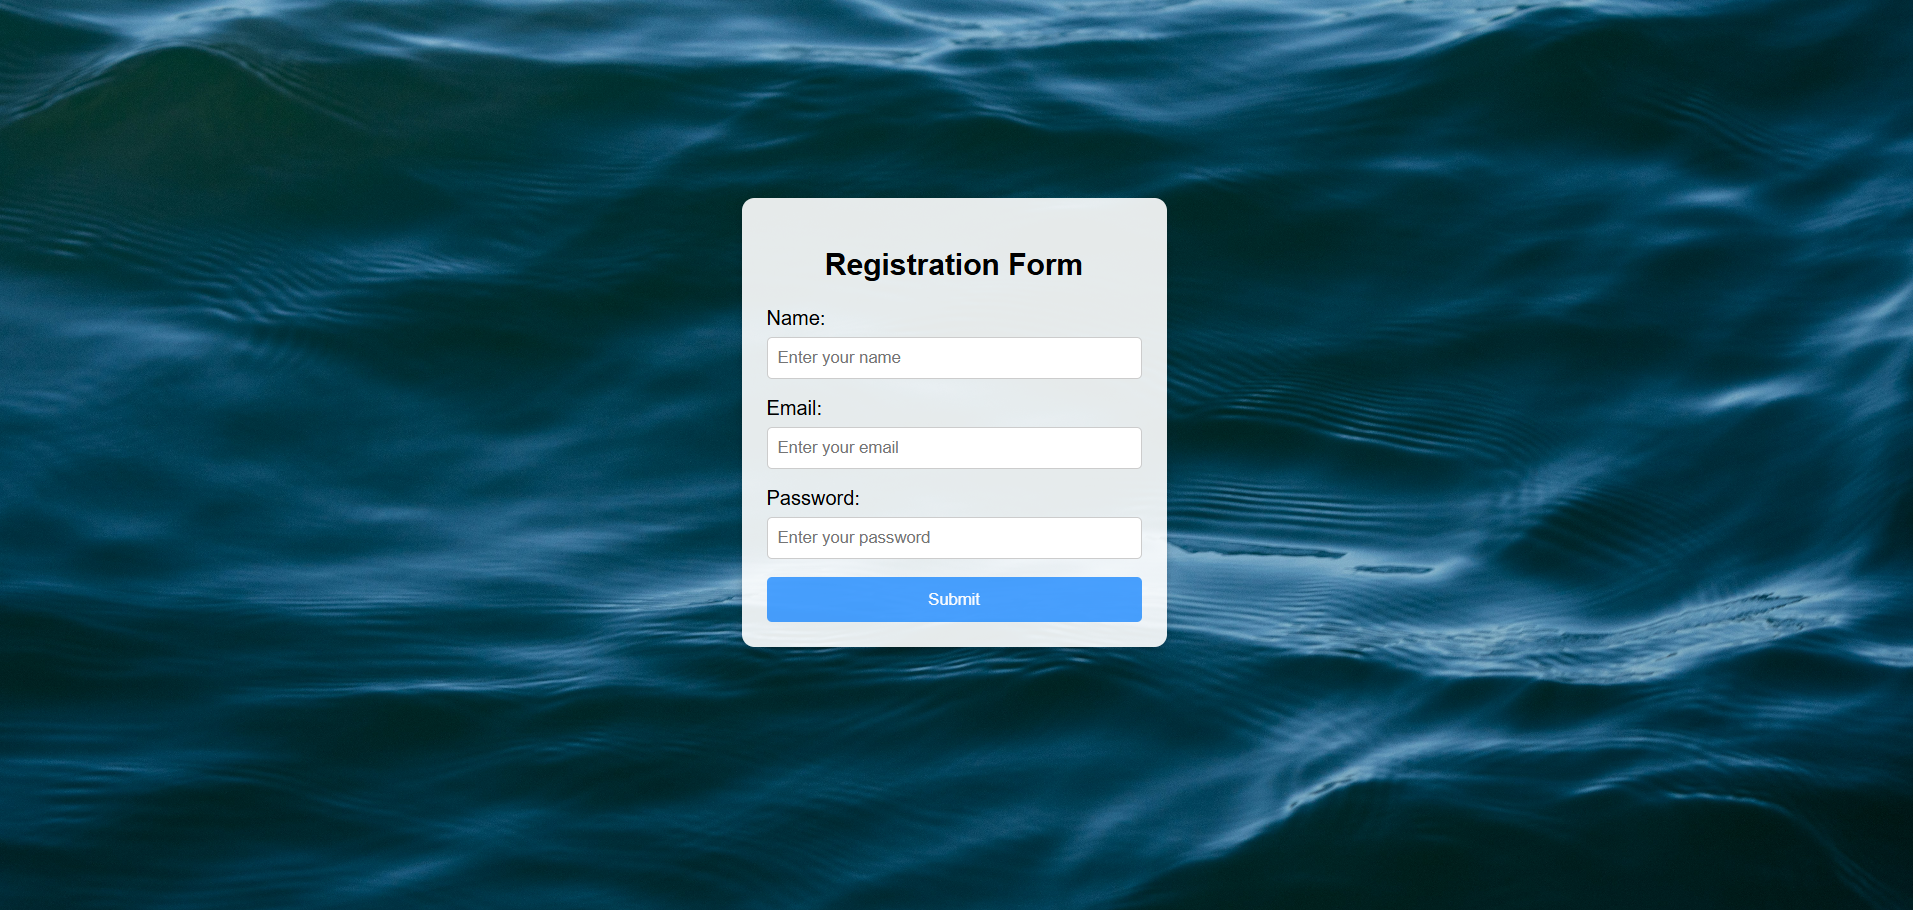 Registration Form
Name:
Enter your name
Email:
Enter your email
Password:
Enter your password
Submit